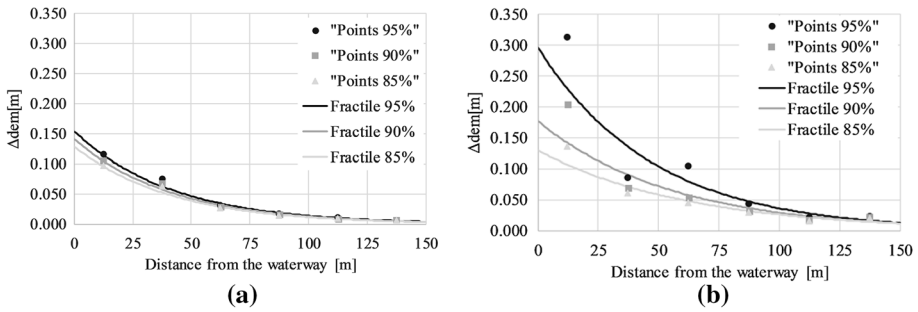 0.350
0.300
0.250
0.200
0.150
0.100
0.050
0.000
Δdem[m]
"Points 95%"
"Points 90%"
"Points 85%"
Fractile 95%
Fractile 90%
Fractile 85%
0 25 50 75 100 125 150
Distance from the waterway [m]
(a)
0.350
0.300
0.250
0.200
0.150
0.100
0.050
0.000
Δdem[m]
"Points 95%"
"Points 90%"
"Points 85%"
Fractile 95%
Fractile 90%
Fractile 85%
0 25 50 75 100 125 150
Distance from the waterway [m]
(b)